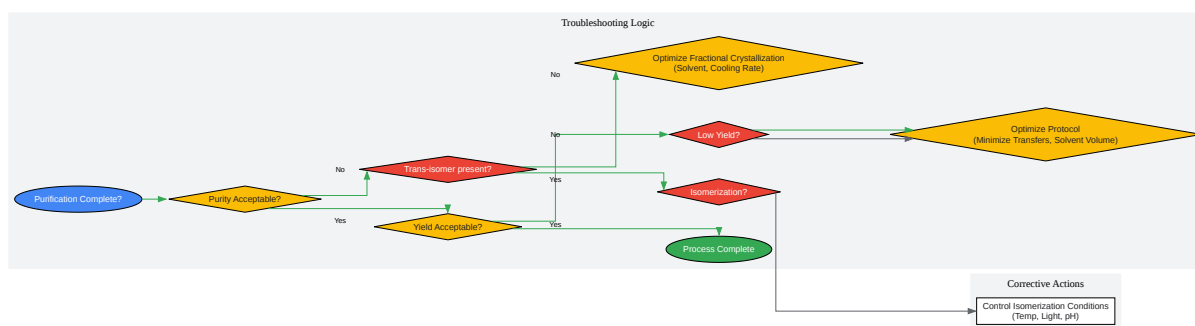 Troubleshooting Logic
Optimize Fractional Crystallization
(Solvent, Cooling Rate)
No
No
Low Yield?
Optimize Protocol
(Minimize Transfers, Solvent Volume)
No
Trans-isomer present?
Yes
Isomerization?
Purification Complete?
Purity Acceptable?
Yes
Yield Acceptable?
Yes
Process Complete
Corrective Actions
Control Isomerization Conditions
(Temp, Light, pH)